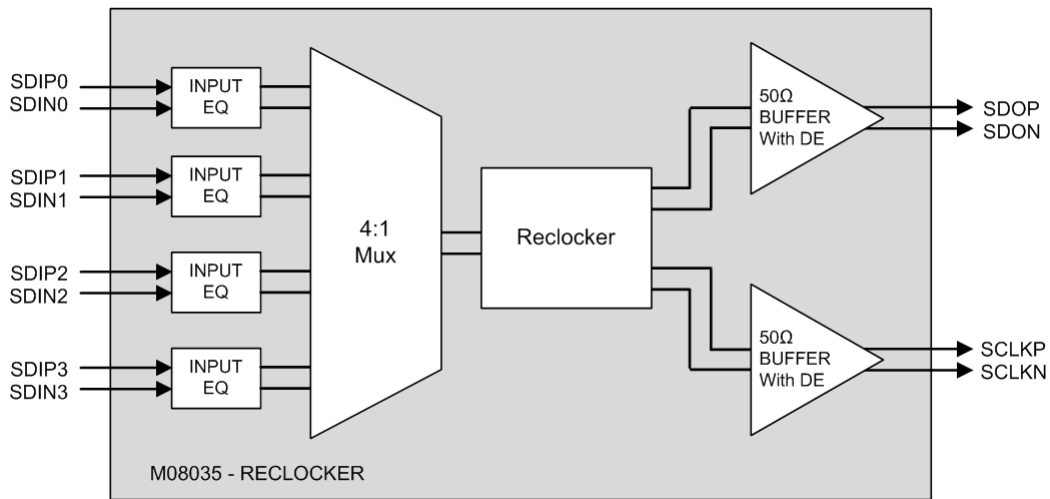 SDIP0
SDIN0
INPUT
EQ
SDIP1
SDIN1
INPUT
EQ
SDIP2
SDIN2
INPUT
EQ
SDIP3
SDIN3
INPUT
EQ
4:1
Mux
Reclocker
50Ω
BUFFER
With DE
SDOP
SDON
50Ω
BUFFER
With DE
SCLKP
SCLKN
M08035 - RECLOCKER